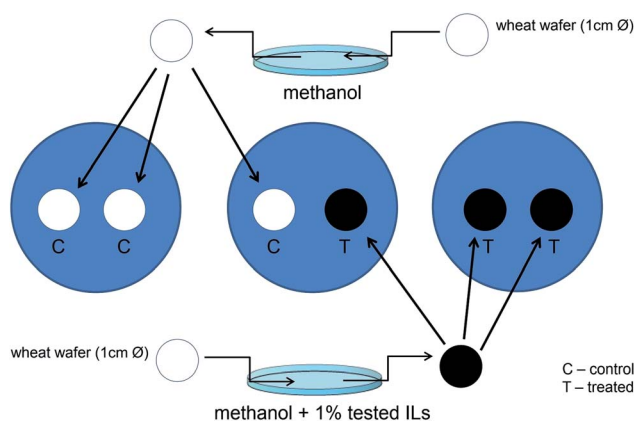 wheat wafer (1cm Ø)
methanol
C C C T T T
wheat wafer (1cm Ø)
C – control
T – treated
methanol + 1% tested ILs